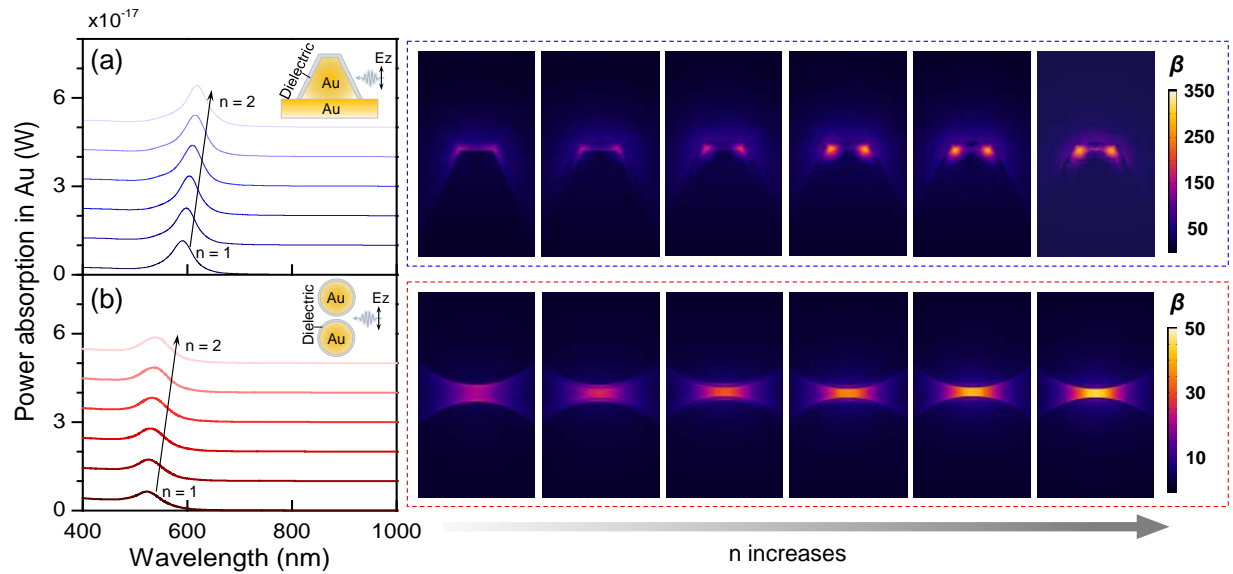 x10-17
Power absorption in Au (W)
(a)
Dielectric
Au
Ez
Au
n = 2
n = 1
6
3
0
(b)
Dielectric
Au
Au
Ez
n = 2
n = 1
6
3
0
400 600 800 1000
Wavelength (nm)
β
350
250
150
50
β
50
30
10
n increases